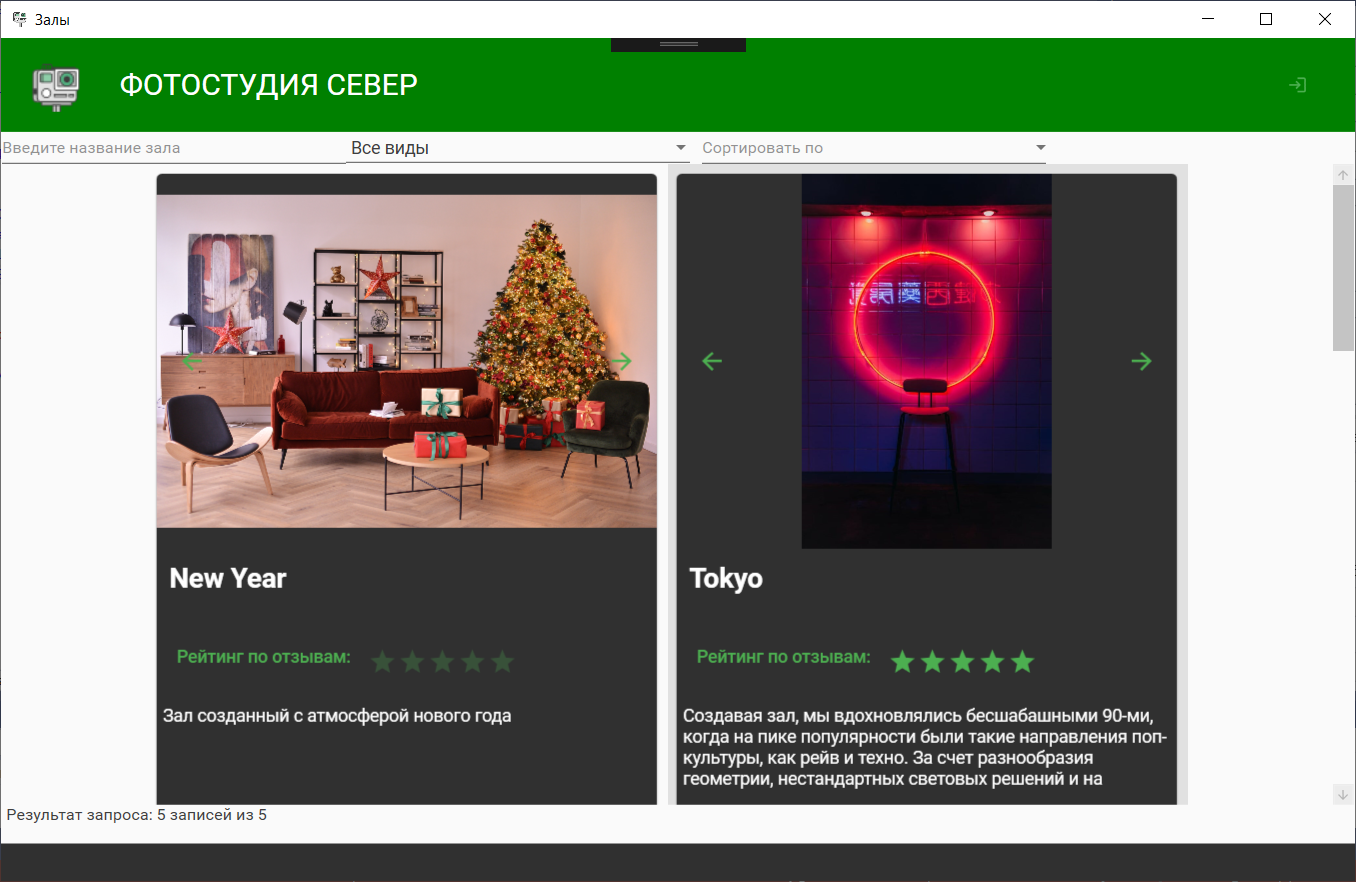 Залы
ФОТОСТУДИЯ СЕВЕР
Введите название зала
Все виды
Сортировать по
New Year
Рейтинг по отзывам:
Зал созданный с атмосферой нового года
Tokyo
Рейтинг по отзывам:
Создавая зал, мы вдохновлялись бесшабашными 90-ми,
когда на пике популярности были такие направления поп-
культуры, как рейв и техно. За счет разнообразия
геометрии, нестандартных световых решений и на
Результат запроса: 5 записей из 5